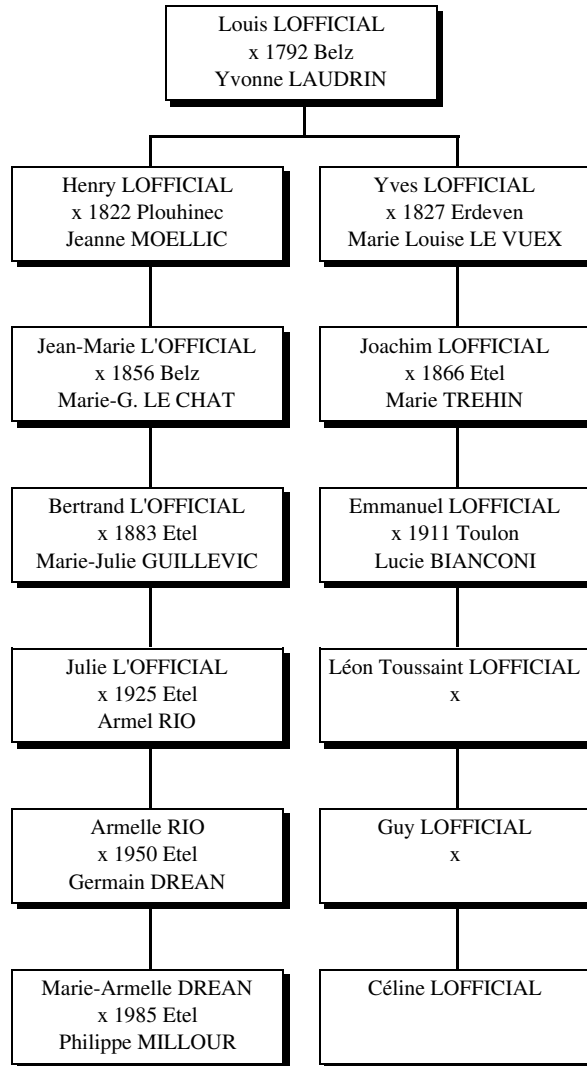 Louis LOFFICIAL
x 1792 Belz
Yvonne LAUDRIN
Henry LOFFICIAL
x 1822 Plouhinec
Jeanne MOELLIC
Yves LOFFICIAL
x 1827 Erdeven
Marie Louise LE VUEX
Jean-Marie L'OFFICIAL
x 1856 Belz
Marie-G. LE CHAT
Joachim LOFFICIAL
x 1866 Etel
Marie TREHIN
Bertrand L'OFFICIAL
x 1883 Etel
Marie-Julie GUILLEVIC
Emmanuel LOFFICIAL
x 1911 Toulon
Lucie BIANCONI
Julie L'OFFICIAL
x 1925 Etel
Armel RIO
Léon Toussaint LOFFICIAL
x
Armelle RIO
x 1950 Etel
Germain DREAN
Guy LOFFICIAL
x
Marie-Armelle DREAN
x 1985 Etel
Philippe MILLOUR
Céline LOFFICIAL